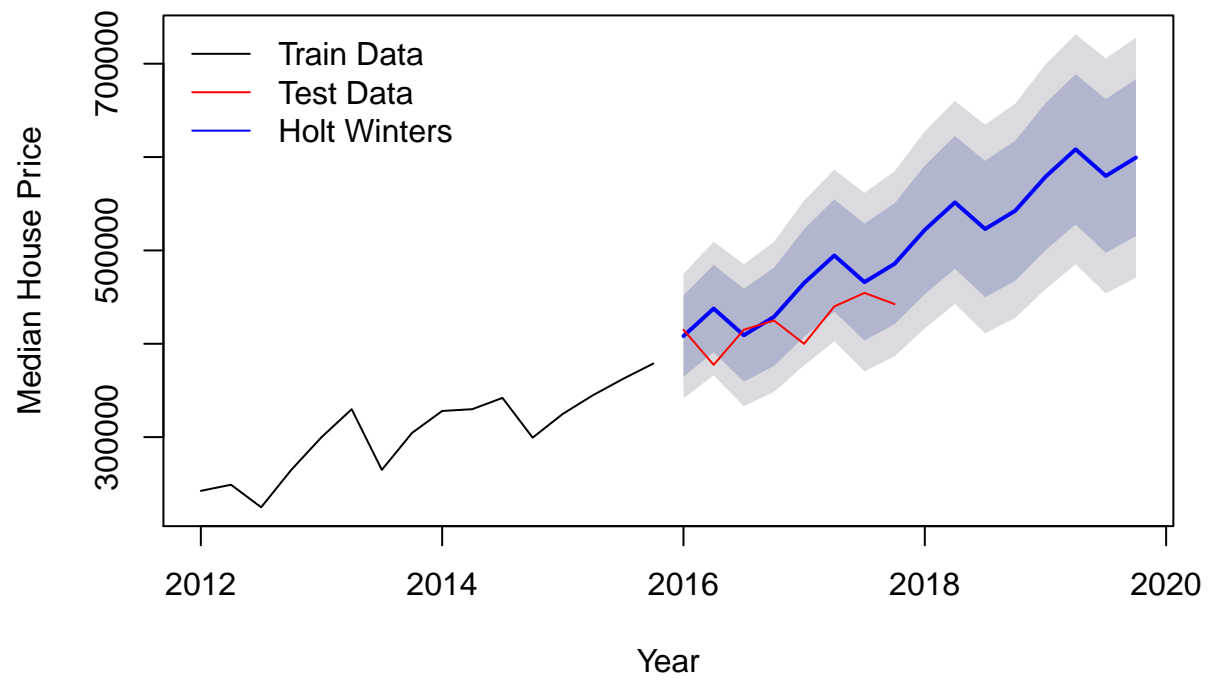 Train Data
Test Data
Holt Winters
700000
500000
300000
Median House Price
2012 2014 2016 2018 2020
Year